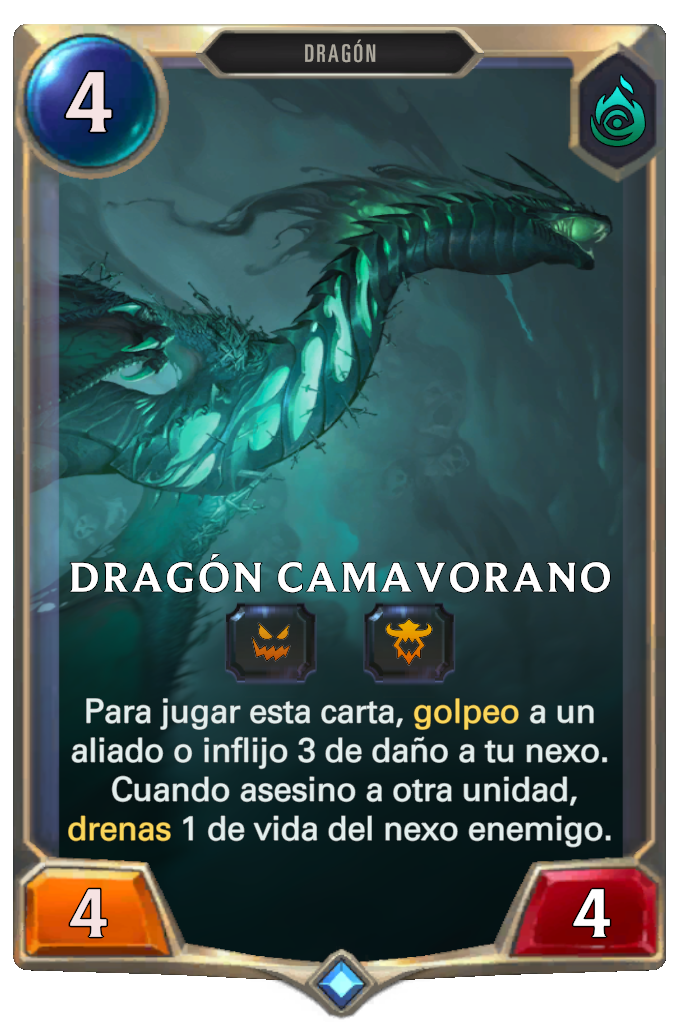 4
DRAGÓN
DRAGÓN CAMAVORANO
Para jugar esta carta, golpeo a un
aliado o inflijo 3 de daño a tu nexo.
Cuando asesino a otra unidad,
drenas 1 de vida del nexo enemigo.
4
4